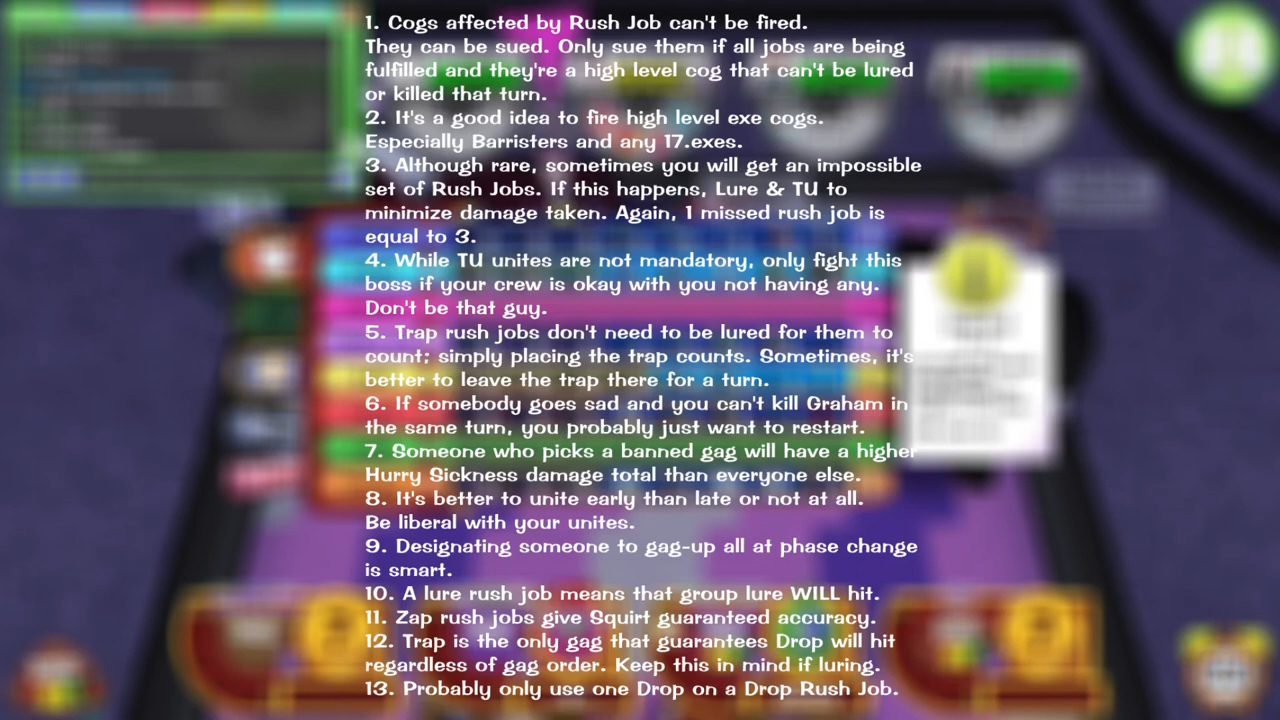 1. Cogs affected by Rush Job can't be fired.
They can be sued. Only sue them if all jobs are being
fulfilled and they're a high level cog that can't be lured
or killed that turn.
2. It's a good idea to fire high level exe cogs.
Especially Barristers and any 17.exes.
3. Although rare, sometimes you will get an impossible
set of Rush Jobs. If this happens, Lure & TU to
minimize damage taken. Again, 1 missed rush job is
equal to 3.
4. While TU unites are not mandatory, only fight this
boss if your crew is okay with you not having any.
Don't be that guy.
5. Trap rush jobs don't need to be lured for them to
count; simply placing the trap counts. Sometimes, it's
better to leave the trap there for a turn.
6. If somebody goes sad and you can't kill Graham in
the same turn, you probably just want to restart.
7. Someone who picks a banned gag will have a higher
Hurry Sickness damage total than everyone else.
8. It's better to unite early than late or not at all.
Be liberal with your unites.
9. Designating someone to gag-up all at phase change
is smart.
10. A lure rush job means that group lure WILL hit.
11. Zap rush jobs give Squirt guaranteed accuracy.
12. Trap is the only gag that guarantees Drop will hit
regardless of gag order. Keep this in mind if luring.
13. Probably only use one Drop on a Drop Rush Job.